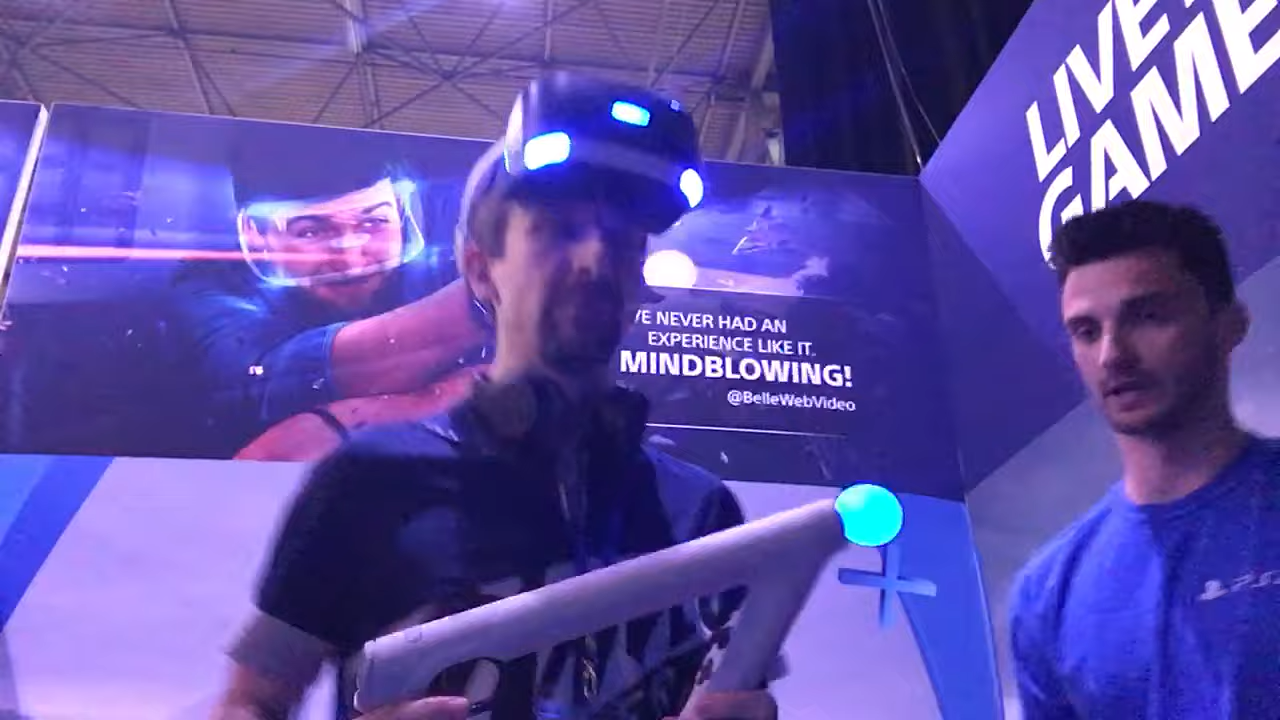 LIVE
GAME
'VE NEVER HAD AN
EXPERIENCE LIKE IT.
MINDBLOWING!
@BelleWebVideo